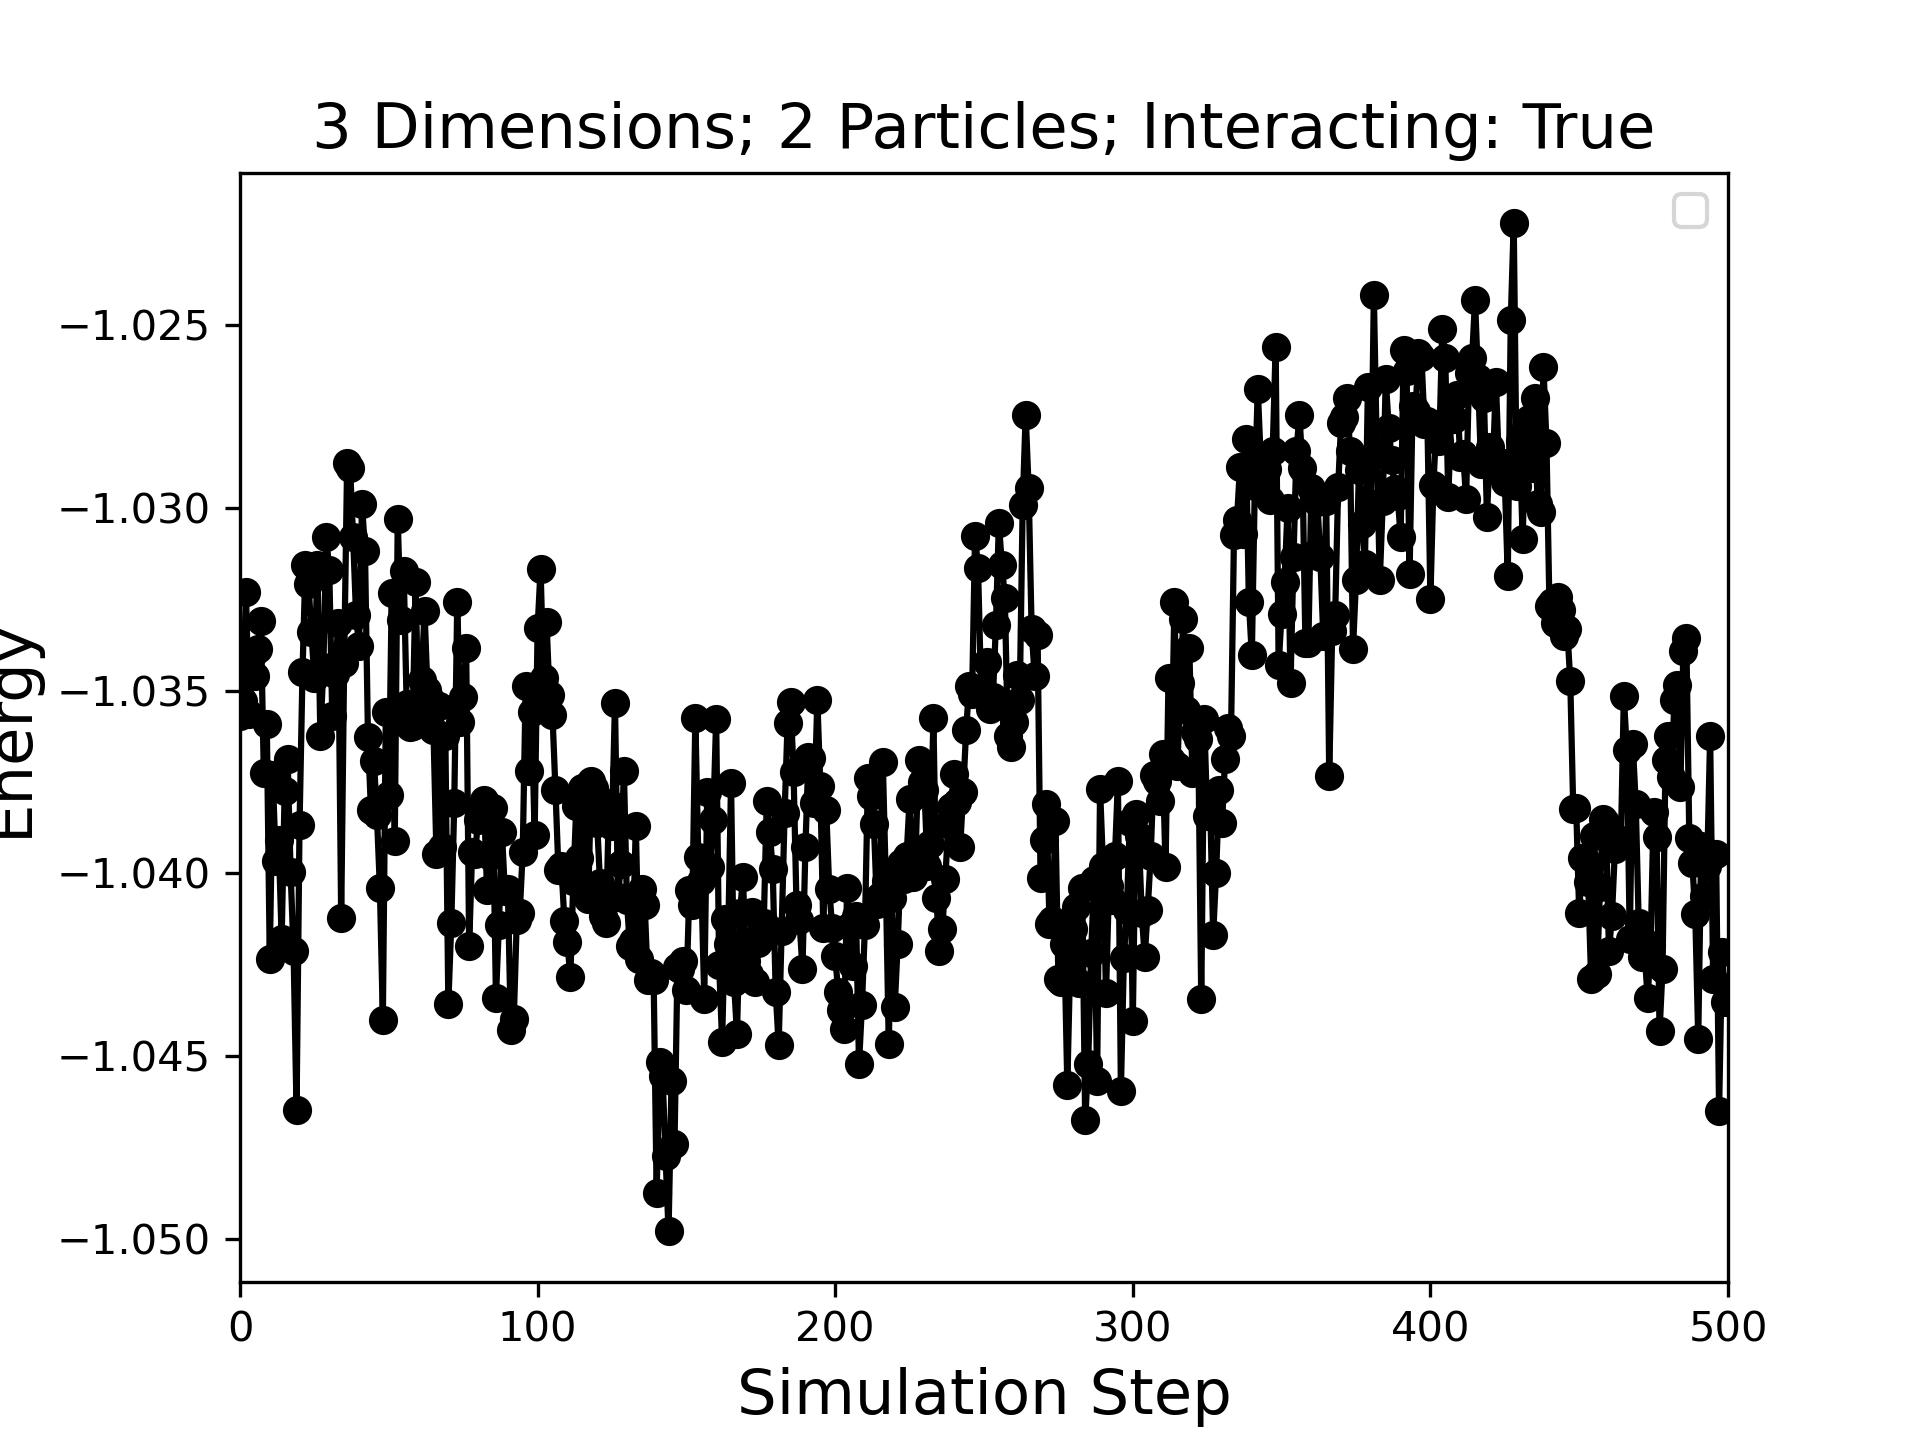 3 Dimensions; 2 Particles; Interacting: True
Energy
−1.025
−1.030
−1.035
−1.040
−1.045
−1.050
0 100 200 300 400 500
Simulation Step